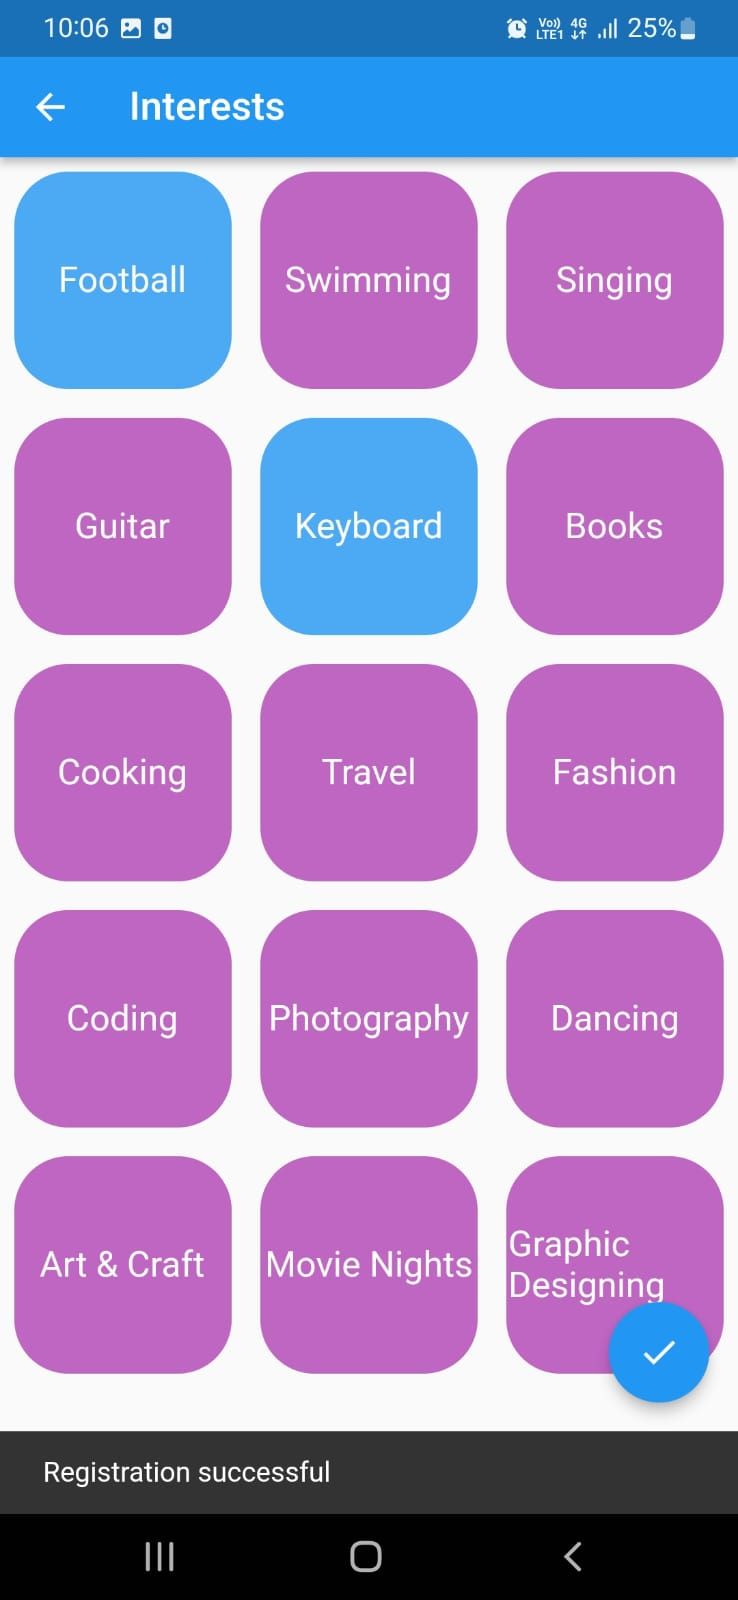 10:06 Vo)) 4G 25%
LTE1
Interests
Football Swimming Singing
Guitar Keyboard Books
Cooking Travel Fashion
Coding Photography Dancing
Art & Craft Movie Nights Graphic
Designing
Registration successful